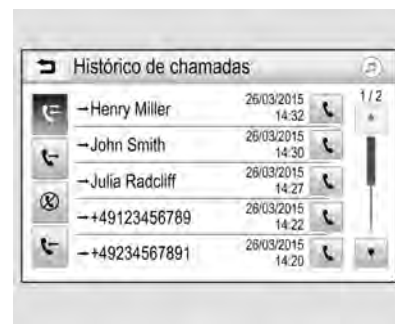 Histórico de chamadas
→Henry Miller 26/03/2015 14:32 1/2
→John Smith 26/03/2015 14:30
→Julia Radcliff 26/03/2015 14:27
→+49123456789 26/03/2015 14:22
→+49234567891 26/03/2015 14:20